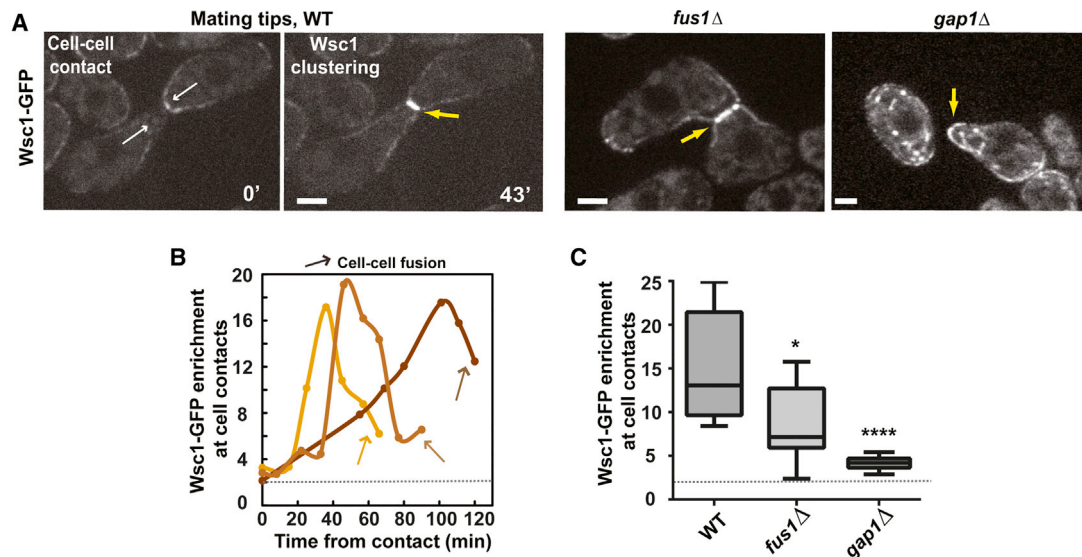 A
Mating tips, WT
fus1Δ
gap1Δ
Wsc1-GFP
Cell-cell
contact
0'
Wsc1
clustering
43'
B
Cell-cell fusion
Wsc1-GFP enrichment
at cell contacts
20
16
12
8
4
0
0 20 40 60 80 100 120
Time from contact (min)
C
Wsc1-GFP enrichment
at cell contacts
25
20
15
10
5
0
*
****
WT
fus1Δ
gap1Δ